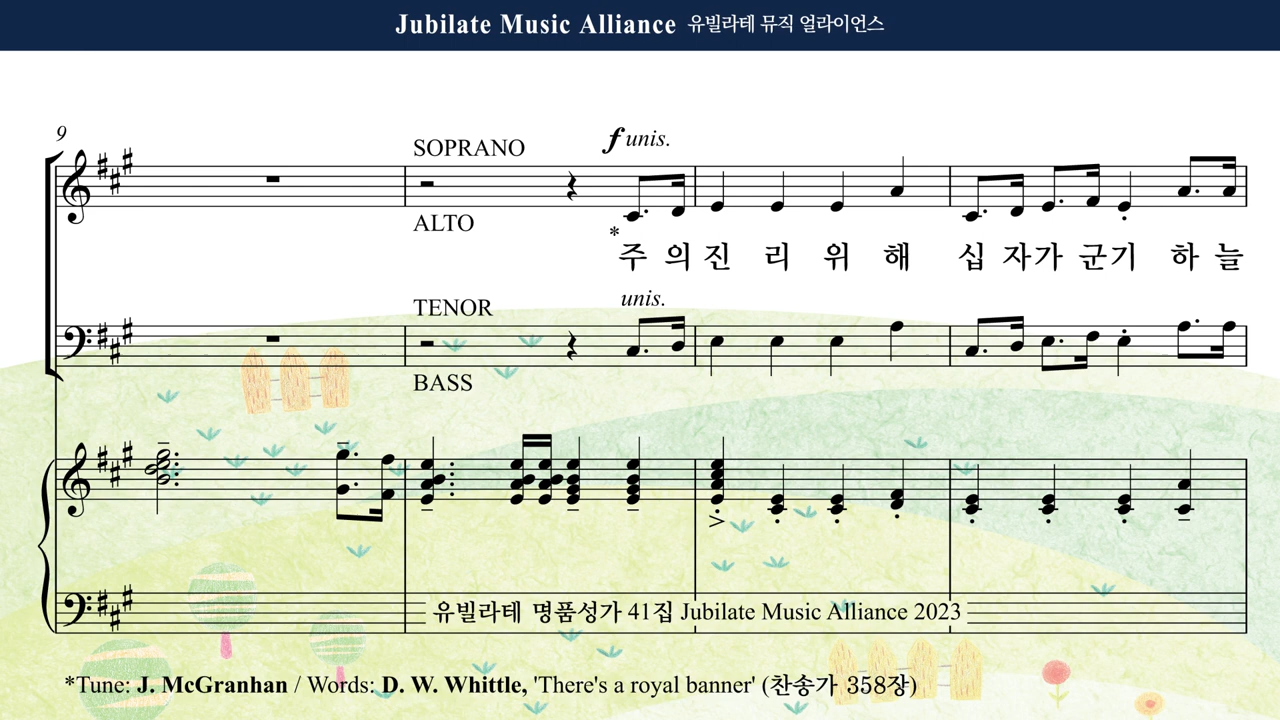 Jubilate Music Alliance 유빌라테 뮤직 얼라이언스
9
SOPRANO
f unis.
ALTO
*
주 의 진 리 위 해 십 자가 군기 하 늘
unis.
TENOR
BASS
유빌라테 명품성가 41집 Jubilate Music Alliance 2023
*Tune: J. McGranhan / Words: D. W. Whittle, 'There's a royal banner' (찬송가 358장)